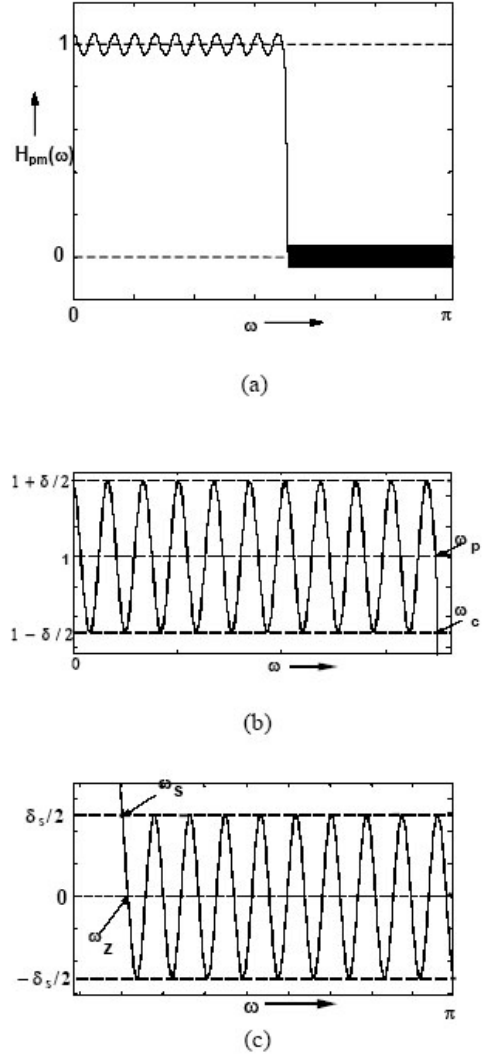 1
H_pm(ω)
0
0
ω
π
(a)
1 + δ/2
1
1 − δ/2
ω_p
ω_c
0
ω
(b)
ω_s
δ_s/2
0
ω_z
−δ_s/2
ω
π
(c)